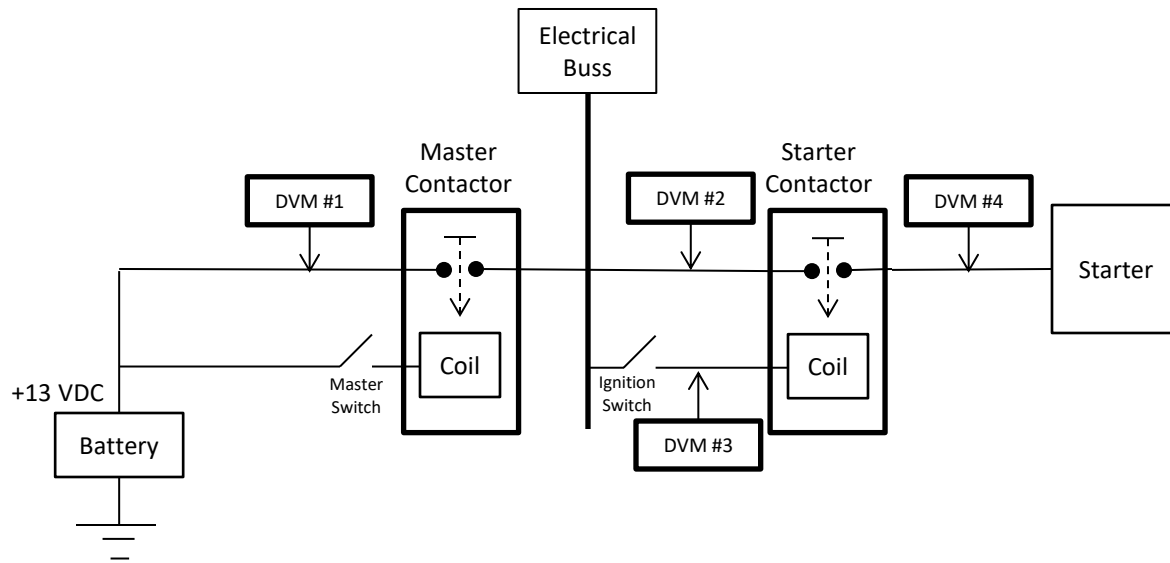 Electrical
Buss
Master
Contactor
Starter
Contactor
DVM #1
DVM #2
DVM #4
Starter
Coil
Coil
Master
Switch
Ignition
Switch
+13 VDC
Battery
DVM #3